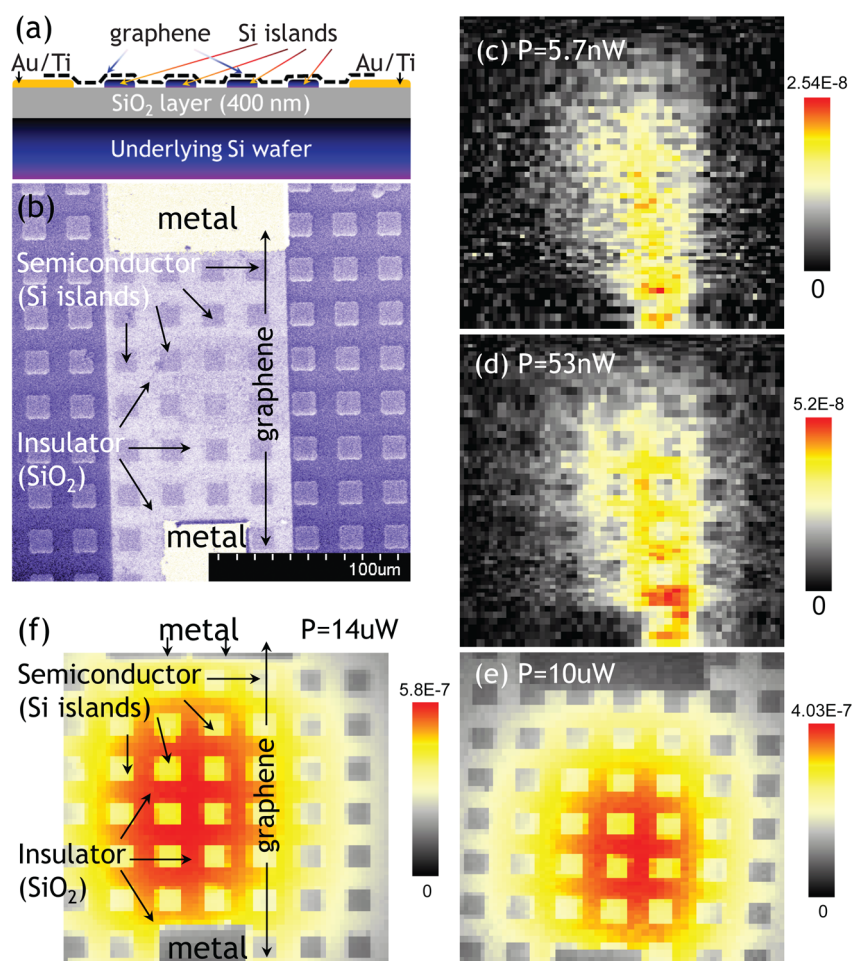 (a)
graphene
Si islands
Au/Ti
Au/Ti
SiO₂ layer (400 nm)
Underlying Si wafer
(b)
metal
Semiconductor
(Si islands)
graphene
Insulator
(SiO₂)
metal
100um
(c) P=5.7nW
2.54E-8
0
(d) P=53nW
5.2E-8
0
(e) P=10uW
4.03E-7
0
(f)
metal
P=14uW
Semiconductor
(Si islands)
graphene
Insulator
(SiO₂)
metal
5.8E-7
0